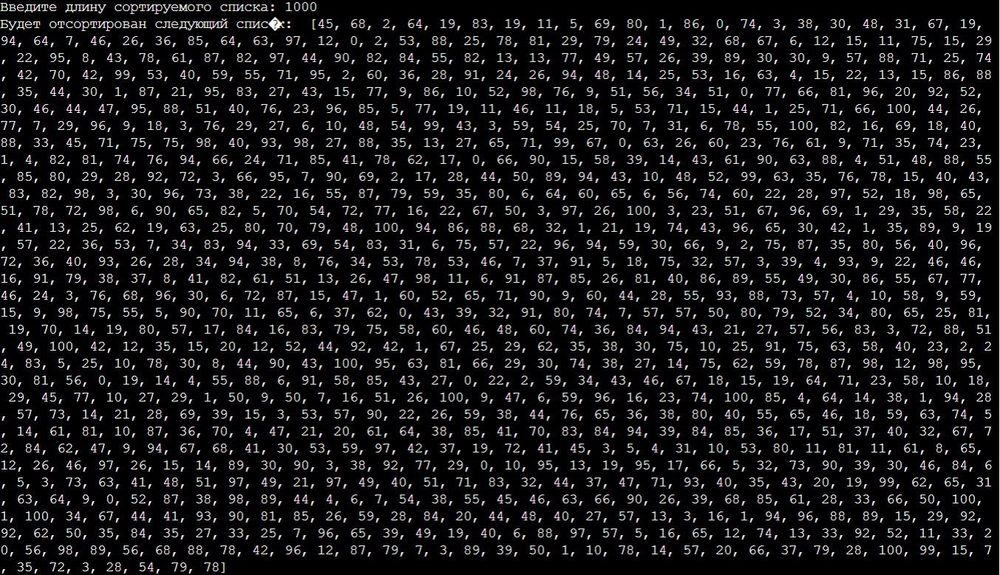 Введите длину сортируемого списка: 1000
Будет отсортирован следующий спис�к:  [45, 68, 2, 64, 19, 83, 19, 11, 5, 69, 80, 1, 86, 0, 74, 3, 38, 30, 48, 31, 67, 19,
94, 64, 7, 46, 26, 36, 85, 64, 63, 97, 12, 0, 2, 53, 88, 25, 78, 81, 29, 79, 24, 49, 32, 68, 67, 6, 12, 15, 11, 75, 15, 29
, 22, 95, 8, 43, 78, 61, 87, 82, 97, 44, 90, 82, 84, 55, 82, 13, 13, 77, 49, 57, 26, 39, 89, 30, 30, 9, 57, 88, 71, 25, 74
, 42, 70, 42, 99, 53, 40, 59, 55, 71, 95, 2, 60, 36, 28, 91, 24, 26, 94, 48, 14, 25, 53, 16, 63, 4, 15, 22, 13, 15, 86, 88
, 35, 44, 30, 1, 87, 21, 95, 83, 27, 43, 15, 77, 9, 86, 10, 52, 98, 76, 9, 51, 56, 34, 51, 0, 77, 66, 81, 96, 20, 92, 52,
30, 46, 44, 47, 95, 88, 51, 40, 76, 23, 96, 85, 5, 77, 19, 11, 46, 11, 18, 5, 53, 71, 15, 44, 1, 25, 71, 66, 100, 44, 26,
77, 7, 29, 96, 9, 18, 3, 76, 29, 27, 6, 10, 48, 54, 99, 43, 3, 59, 54, 25, 70, 7, 31, 6, 78, 55, 100, 82, 16, 69, 18, 40,
88, 33, 45, 71, 75, 75, 98, 40, 93, 98, 27, 88, 35, 13, 27, 65, 71, 99, 67, 0, 63, 26, 60, 23, 76, 61, 9, 71, 35, 74, 23,
1, 4, 82, 81, 74, 76, 94, 66, 24, 71, 85, 41, 78, 62, 17, 0, 66, 90, 15, 58, 39, 14, 43, 61, 90, 63, 88, 4, 51, 48, 88, 55
, 85, 80, 29, 28, 92, 72, 3, 66, 95, 7, 90, 69, 2, 17, 28, 44, 50, 89, 94, 43, 10, 48, 52, 99, 63, 35, 76, 78, 15, 40, 43,
 83, 82, 98, 3, 30, 96, 73, 38, 22, 16, 55, 87, 79, 59, 35, 80, 6, 64, 60, 65, 6, 56, 74, 60, 22, 28, 97, 52, 18, 98, 65,
51, 78, 72, 98, 6, 90, 65, 82, 5, 70, 54, 72, 77, 16, 22, 67, 50, 3, 97, 26, 100, 3, 23, 51, 67, 96, 69, 1, 29, 35, 58, 22
, 41, 13, 25, 62, 19, 63, 25, 80, 70, 79, 48, 100, 94, 86, 88, 68, 32, 1, 21, 19, 74, 43, 96, 65, 30, 42, 1, 35, 89, 9, 19
, 57, 22, 36, 53, 7, 34, 83, 94, 33, 69, 54, 83, 31, 6, 75, 57, 22, 96, 94, 59, 30, 66, 9, 2, 75, 87, 35, 80, 56, 40, 96,
72, 36, 40, 93, 26, 28, 34, 94, 38, 8, 76, 34, 53, 78, 53, 46, 7, 37, 91, 5, 18, 75, 32, 57, 3, 39, 4, 93, 9, 22, 46, 46,
16, 91, 79, 38, 37, 8, 41, 82, 61, 51, 13, 26, 47, 98, 11, 6, 91, 87, 85, 26, 81, 40, 86, 89, 55, 49, 30, 86, 55, 67, 77,
46, 24, 3, 76, 68, 96, 30, 6, 72, 87, 15, 47, 1, 60, 52, 65, 71, 90, 9, 60, 44, 28, 55, 93, 88, 73, 57, 4, 10, 58, 9, 59,
15, 9, 98, 75, 55, 5, 90, 70, 11, 65, 6, 37, 62, 0, 43, 39, 32, 91, 80, 74, 7, 57, 57, 50, 80, 79, 52, 34, 80, 65, 25, 81,
 19, 70, 14, 19, 80, 57, 17, 84, 16, 83, 79, 75, 58, 60, 46, 48, 60, 74, 36, 84, 94, 43, 21, 27, 57, 56, 83, 3, 72, 88, 51
, 49, 100, 42, 12, 35, 15, 20, 12, 52, 44, 92, 42, 1, 67, 25, 29, 62, 35, 38, 30, 75, 10, 25, 91, 75, 63, 58, 40, 23, 2, 2
4, 83, 5, 25, 10, 78, 30, 8, 44, 90, 43, 100, 95, 63, 81, 66, 29, 30, 74, 38, 27, 14, 75, 62, 59, 78, 87, 98, 12, 98, 95,
30, 81, 56, 0, 19, 14, 4, 55, 88, 6, 91, 58, 85, 43, 27, 0, 22, 2, 59, 34, 43, 46, 67, 18, 15, 19, 64, 71, 23, 58, 10, 18,
 29, 45, 77, 10, 27, 29, 1, 50, 9, 50, 7, 16, 51, 26, 100, 9, 47, 6, 59, 96, 16, 23, 74, 100, 85, 4, 64, 14, 38, 1, 94, 28
, 57, 73, 14, 21, 28, 69, 39, 15, 3, 53, 57, 90, 22, 26, 59, 38, 44, 76, 65, 36, 38, 80, 40, 55, 65, 46, 18, 59, 63, 74, 5
, 14, 61, 81, 10, 87, 36, 70, 4, 47, 21, 20, 61, 64, 38, 85, 41, 70, 83, 84, 94, 39, 84, 85, 36, 17, 51, 37, 40, 32, 67, 7
2, 84, 62, 47, 9, 94, 67, 68, 41, 30, 53, 59, 97, 42, 37, 19, 72, 41, 45, 3, 5, 4, 31, 10, 53, 80, 11, 81, 11, 61, 8, 65,
12, 26, 46, 97, 26, 15, 14, 89, 30, 90, 3, 38, 92, 77, 29, 0, 10, 95, 13, 19, 95, 17, 66, 5, 32, 73, 90, 39, 30, 46, 84, 6
, 5, 3, 73, 63, 41, 48, 51, 97, 49, 21, 97, 49, 40, 51, 71, 83, 32, 44, 37, 47, 71, 93, 40, 35, 43, 20, 19, 99, 62, 65, 31
, 63, 64, 9, 0, 52, 87, 38, 98, 89, 44, 4, 6, 7, 54, 38, 55, 45, 46, 63, 66, 90, 26, 39, 68, 85, 61, 28, 33, 66, 50, 100,
1, 100, 34, 67, 44, 41, 93, 90, 81, 85, 26, 59, 28, 84, 20, 44, 48, 40, 27, 57, 13, 3, 16, 1, 94, 96, 88, 89, 15, 29, 92,
92, 62, 50, 35, 84, 35, 27, 33, 25, 7, 96, 65, 39, 49, 19, 40, 6, 88, 97, 57, 5, 16, 65, 12, 74, 13, 33, 92, 52, 11, 33, 2
0, 56, 98, 89, 56, 68, 88, 78, 42, 96, 12, 87, 79, 7, 3, 89, 39, 50, 1, 10, 78, 14, 57, 20, 66, 37, 79, 28, 100, 99, 15, 7
, 35, 72, 3, 28, 54, 79, 78]